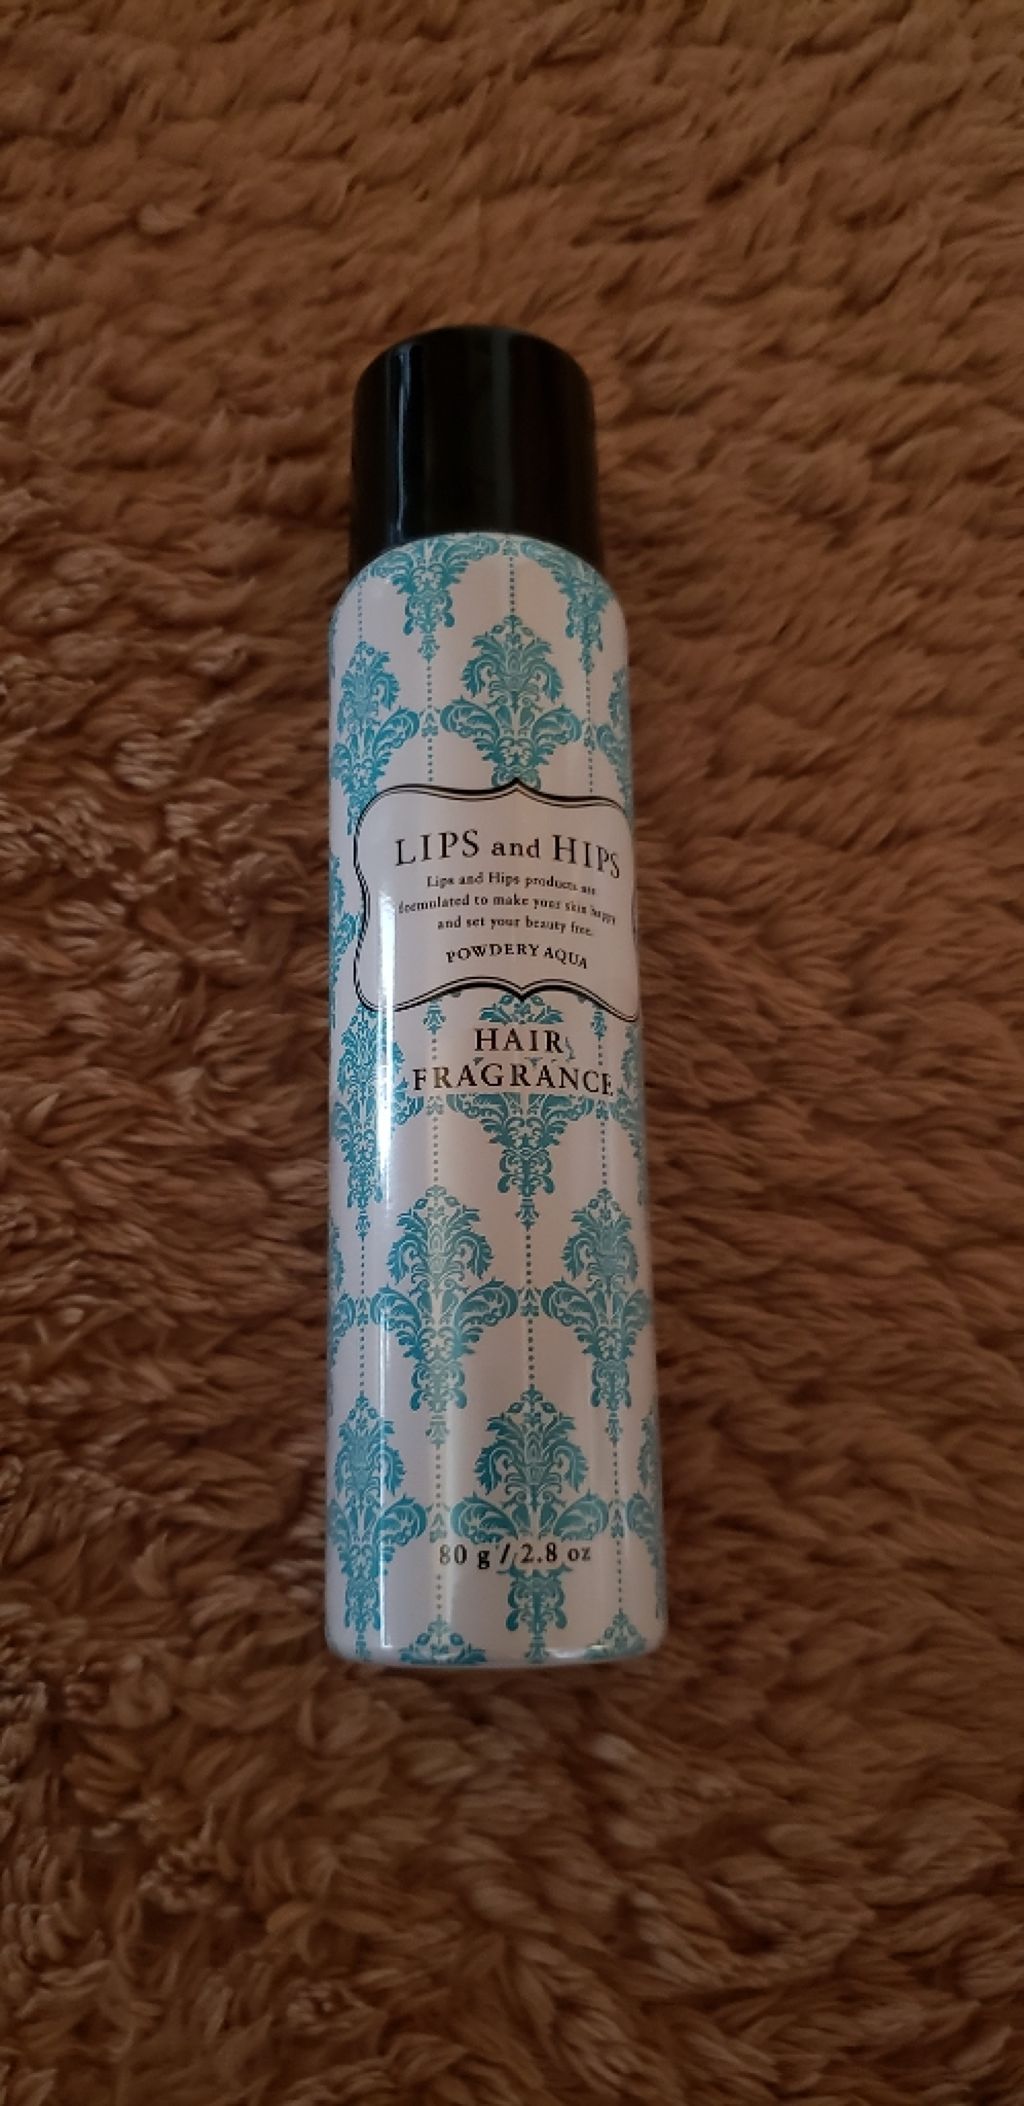 LIPS and HIPS
Lips and Hips products are
formulated to make your skin happy
and set your beauty free.
POWDERY AQUA
HAIR
FRAGRANCE
80 g / 2.8 oz